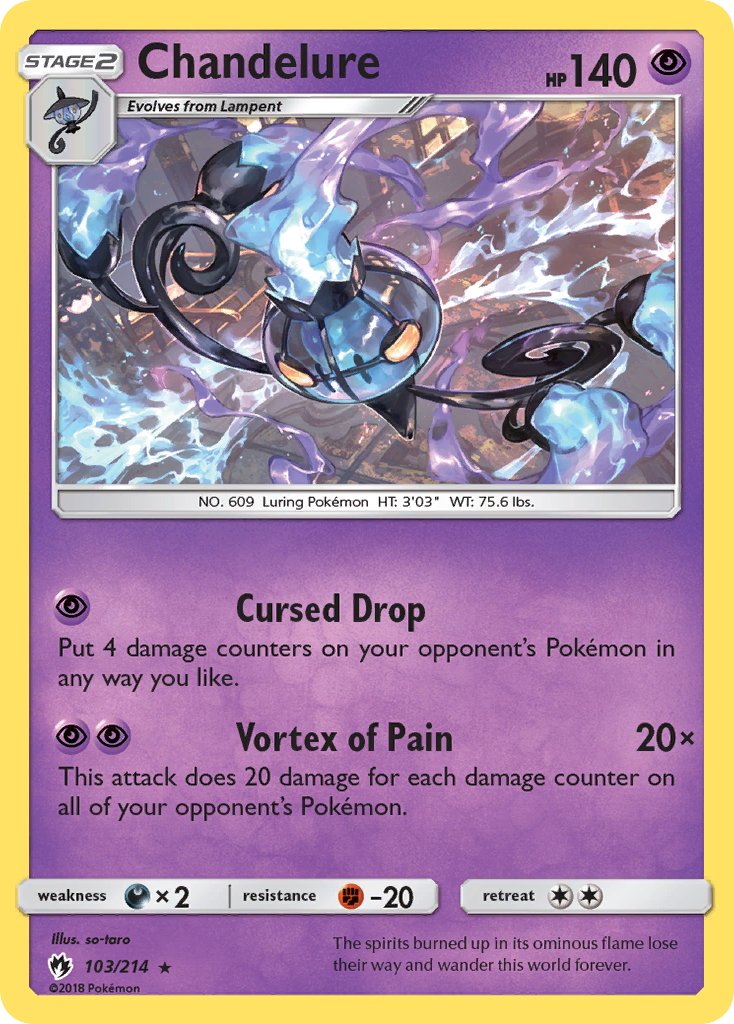 STAGE2
Chandelure
HP 140
Evolves from Lampent
NO. 609 Luring Pokémon HT: 3'03" WT: 75.6 lbs.
Cursed Drop
Put 4 damage counters on your opponent's Pokémon in
any way you like.
Vortex of Pain 20×
This attack does 20 damage for each damage counter on
all of your opponent's Pokémon.
weakness ×2 resistance -20 retreat
Illus. so-taro
103/214 ★
©2018 Pokémon
The spirits burned up in its ominous flame lose
their way and wander this world forever.